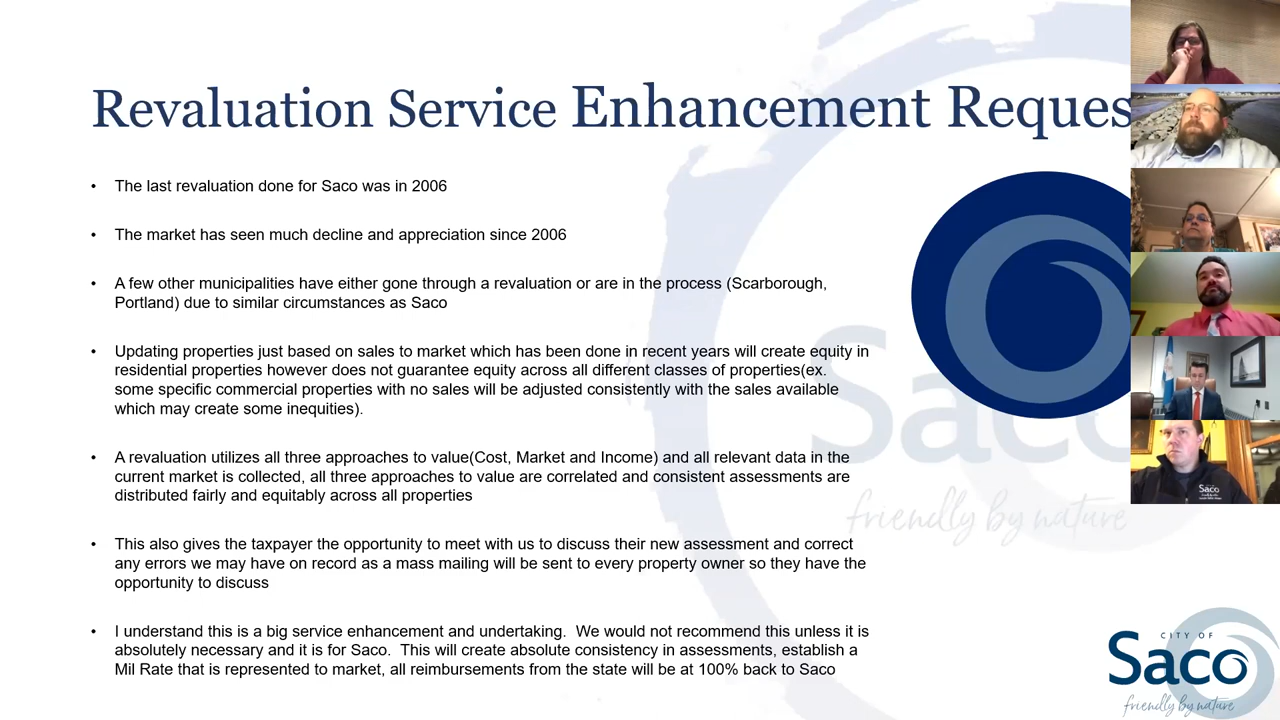 Revaluation Service Enhancement Reques
• The last revaluation done for Saco was in 2006
• The market has seen much decline and appreciation since 2006
• A few other municipalities have either gone through a revaluation or are in the process (Scarborough,
Portland) due to similar circumstances as Saco
• Updating properties just based on sales to market which has been done in recent years will create equity in
residential properties however does not guarantee equity across all different classes of properties(ex.
some specific commercial properties with no sales will be adjusted consistently with the sales available
which may create some inequities).
• A revaluation utilizes all three approaches to value(Cost, Market and Income) and all relevant data in the
current market is collected, all three approaches to value are correlated and consistent assessments are
distributed fairly and equitably across all properties
• This also gives the taxpayer the opportunity to meet with us to discuss their new assessment and correct
any errors we may have on record as a mass mailing will be sent to every property owner so they have the
opportunity to discuss
• I understand this is a big service enhancement and undertaking.  We would not recommend this unless it is
absolutely necessary and it is for Saco.  This will create absolute consistency in assessments, establish a
Mil Rate that is represented to market, all reimbursements from the state will be at 100% back to Saco
Saco
friendly by nature
Saco
CITY OF
Saco
friendly by nature